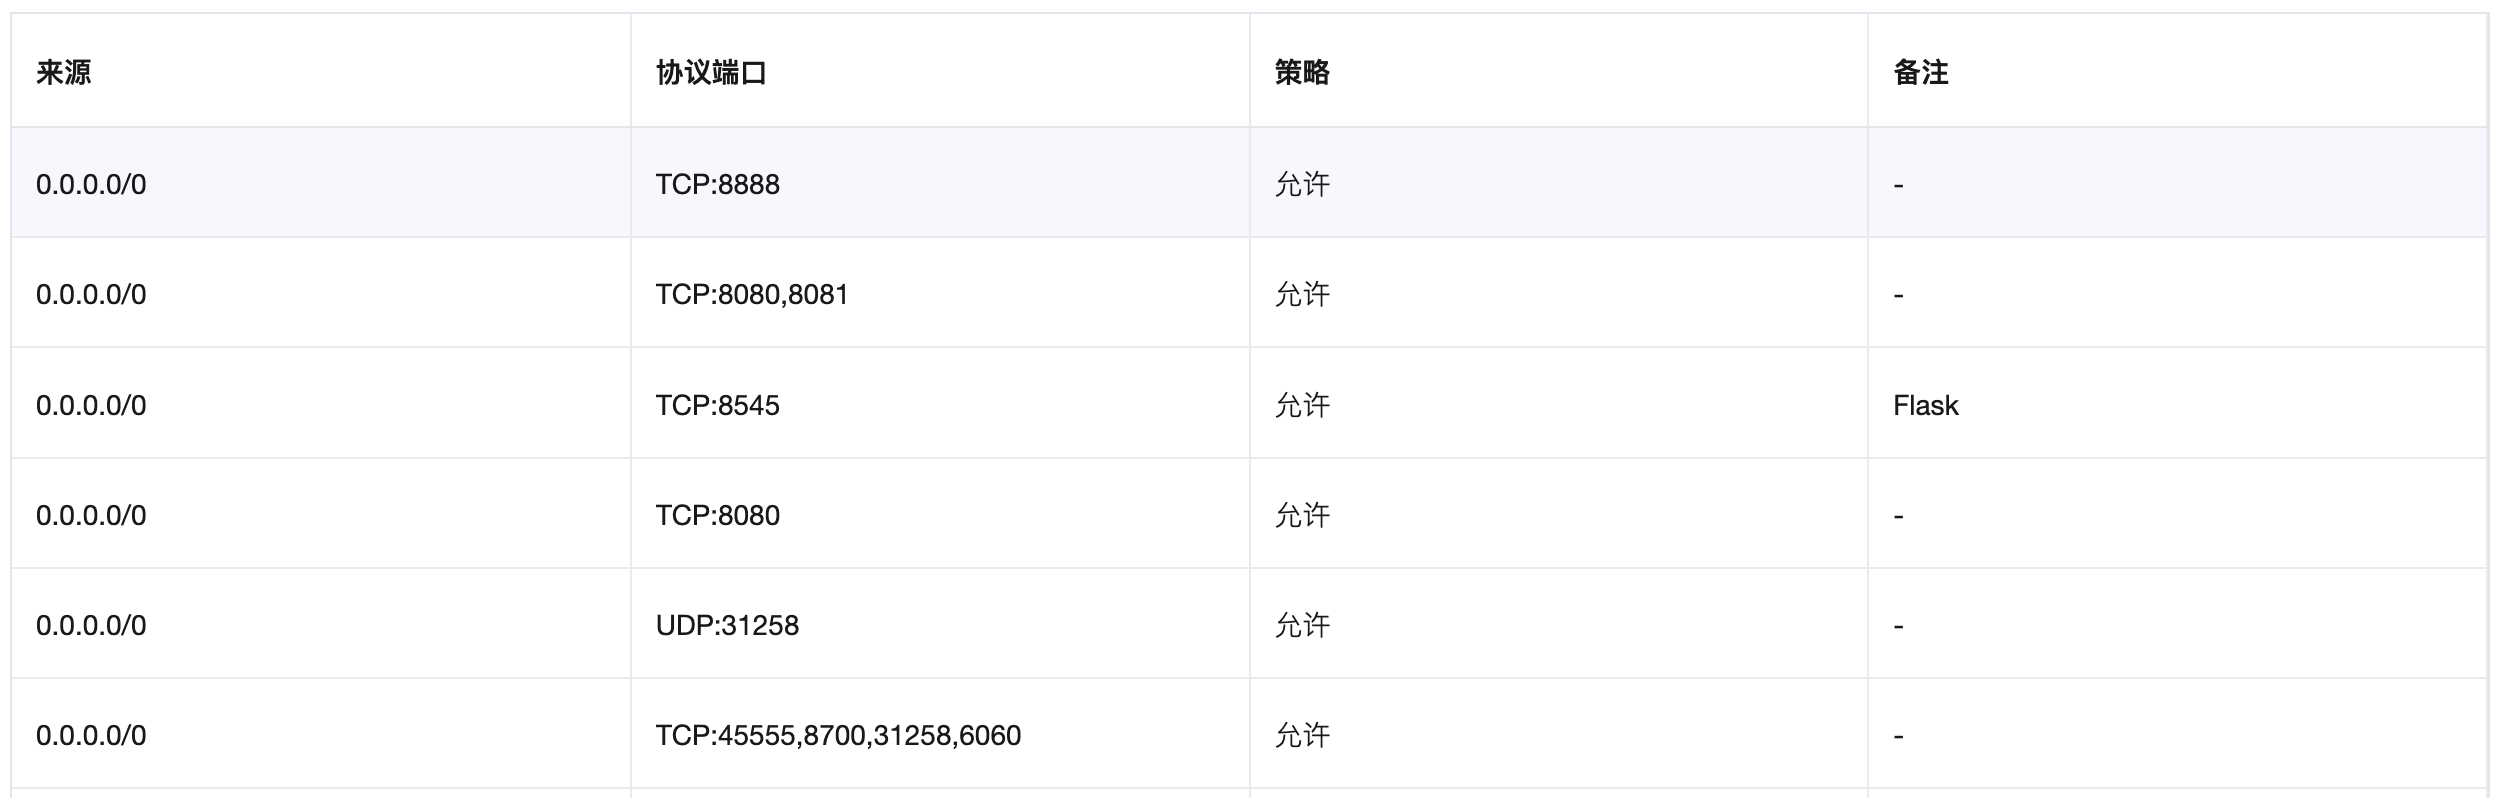 来源 协议端口 策略 备注
0.0.0.0/0 TCP:8888 允许 -
0.0.0.0/0 TCP:8080,8081 允许 -
0.0.0.0/0 TCP:8545 允许 Flask
0.0.0.0/0 TCP:8080 允许 -
0.0.0.0/0 UDP:31258 允许 -
0.0.0.0/0 TCP:45555,8700,31258,6060 允许 -